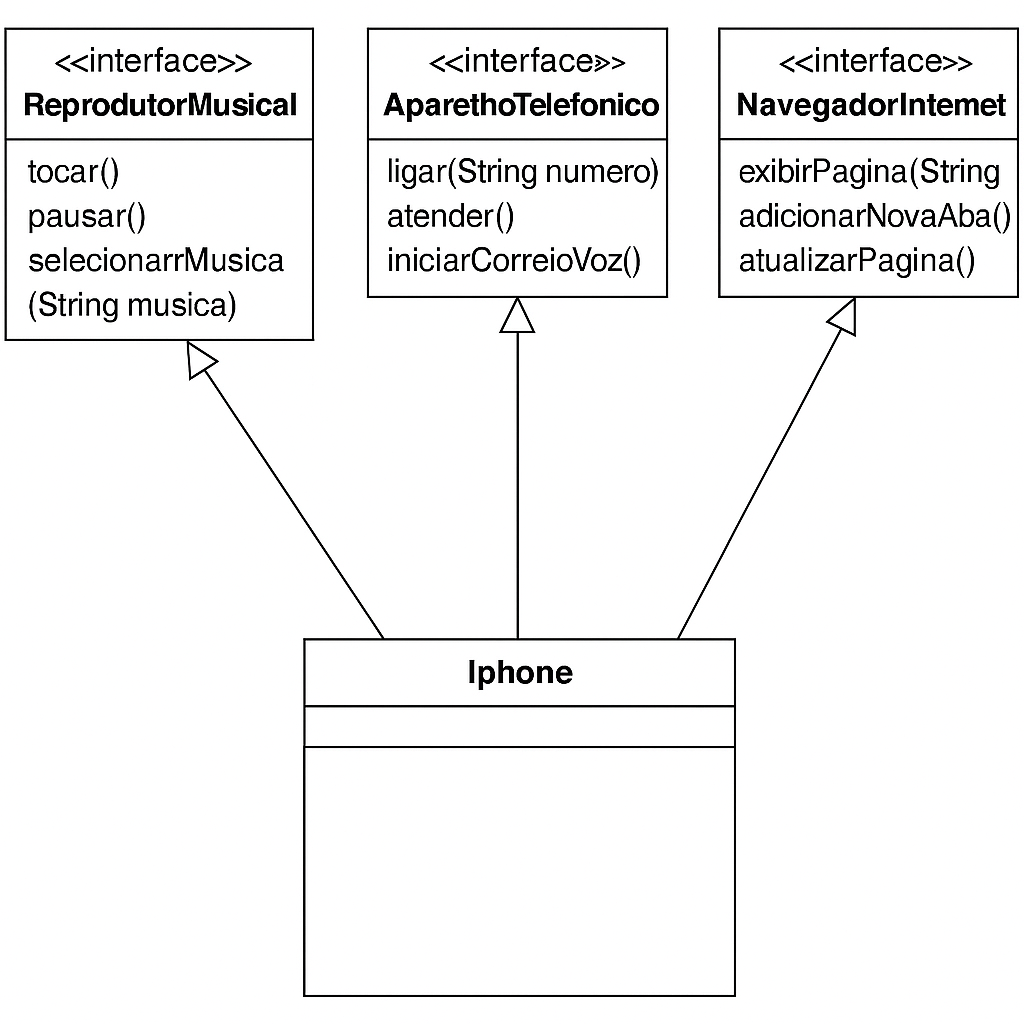 <<interface>>
ReprodutorMusical
tocar()
pausar()
selecionarrMusica
(String musica)
<<interface>>
AparethoTelefonico
ligar(String numero)
atender()
iniciarCorreioVoz()
<<interface>>
NavegadorIntemet
exibirPagina(String
adicionarNovaAba()
atualizarPagina()
Iphone